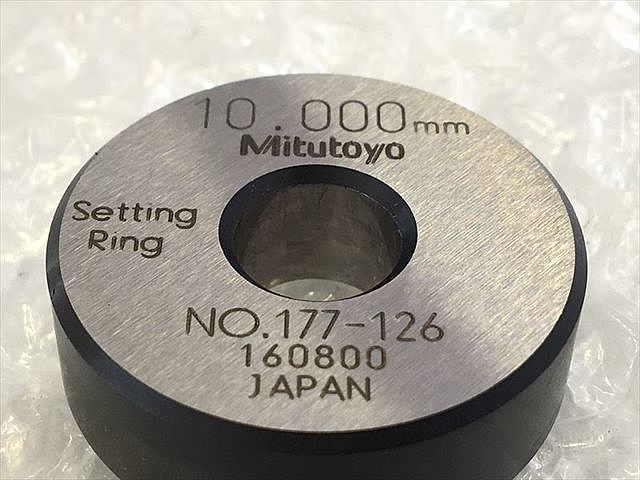 10.000mm
Mitutoyo
Setting
Ring
NO.177-126
160800
JAPAN